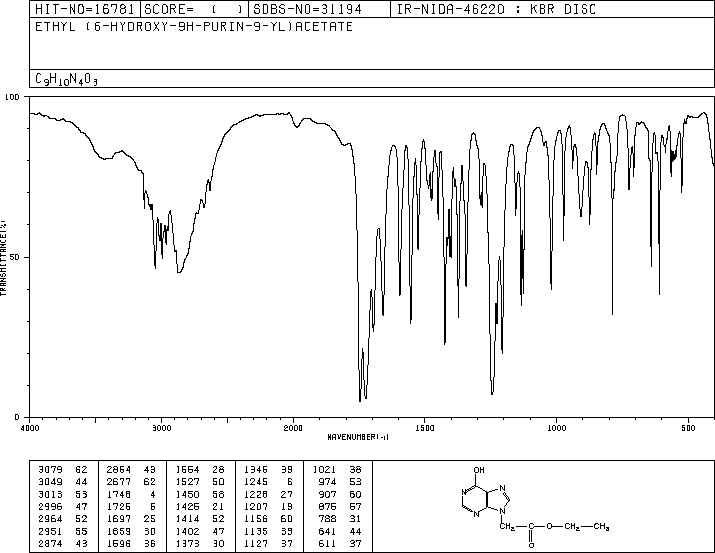 HIT-NO=16781 SCORE= ( ) SDBS-NO=31194 IR-NIDA-46220 : KBR DISC
ETHYL (6-HYDROXY-9H-PURIN-9-YL)ACETATE
C9H10N4O3
100
50
0
TRANSMITTANCE(%)
4000 3000 2000 1500 1000 500
WAVENUMBER(-1)
3079 62 2864 43 1664 28 1346 39 1021 38
3049 44 2677 62 1527 50 1245 6 974 53
3013 53 1748 4 1450 58 1228 27 907 60
2996 47 1726 5 1426 21 1207 19 876 57
2964 52 1697 25 1414 52 1156 60 788 31
2951 55 1659 30 1402 47 1135 39 641 44
2874 43 1596 36 1373 30 1127 37 611 37
OH
N N
N N
CH2 C O CH2 CH3
O